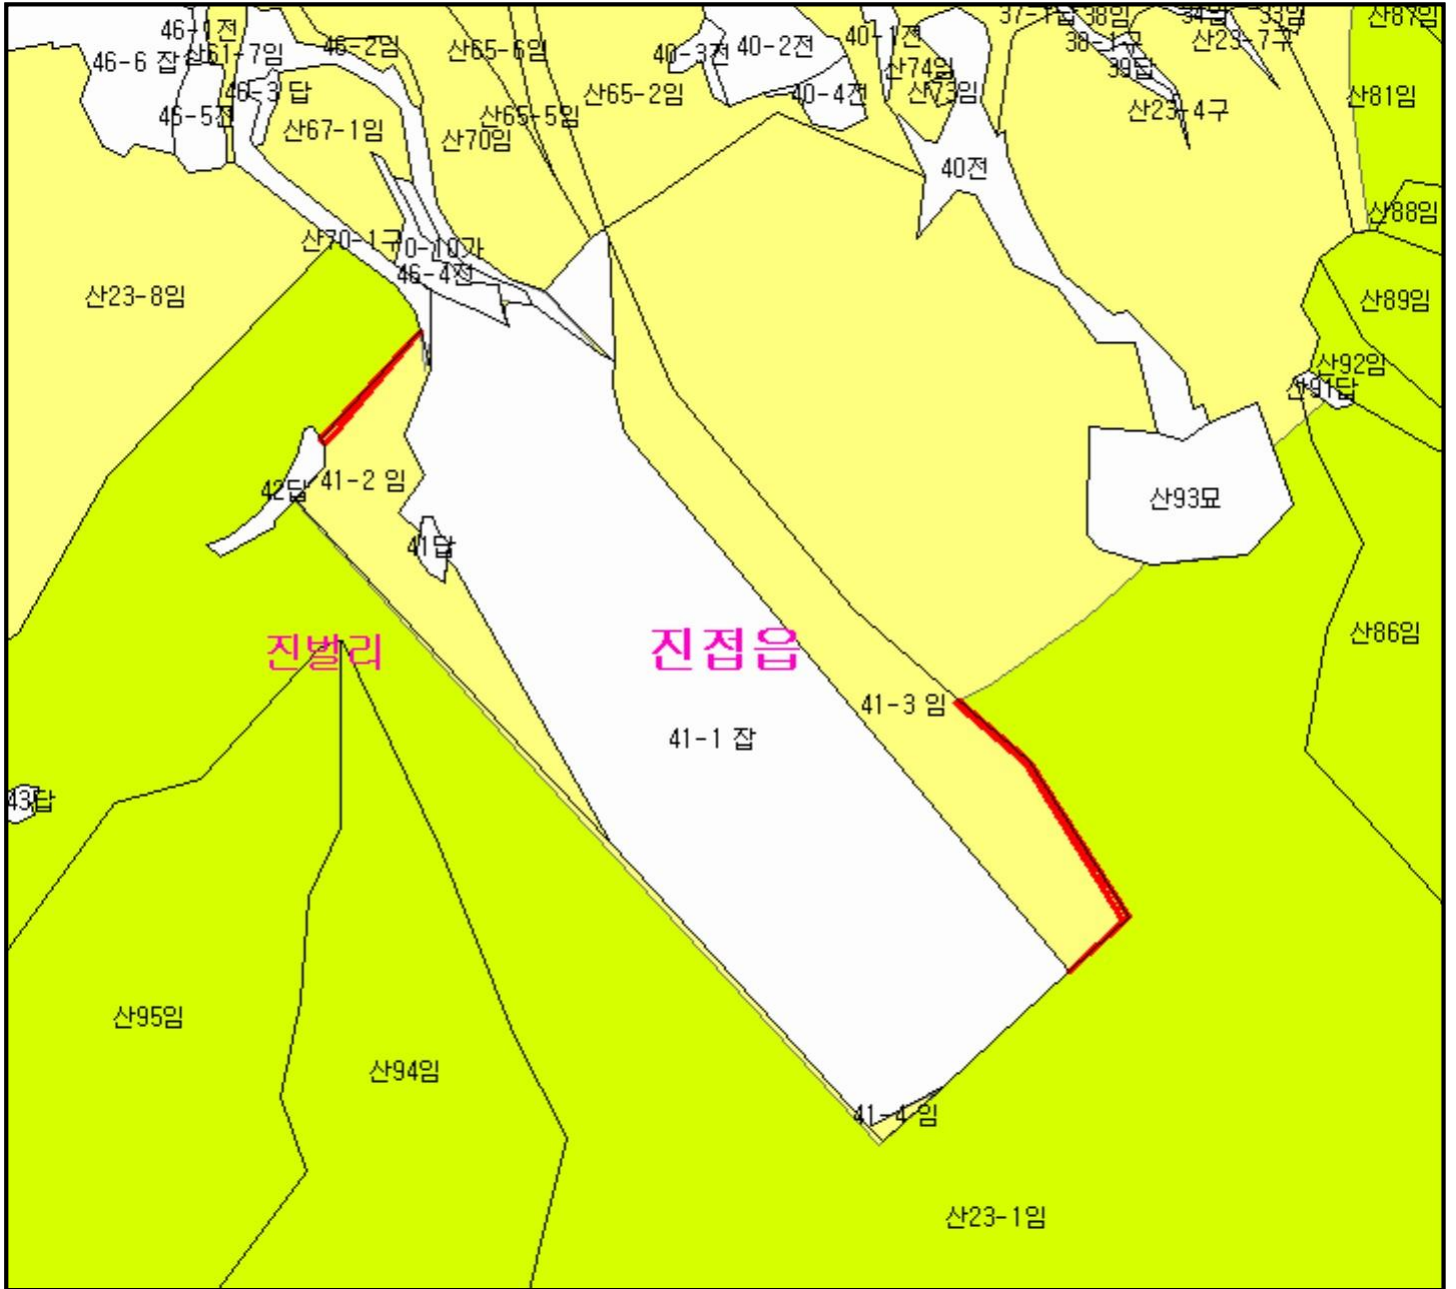 46-1전
46-6 잡
산61-7임
46-2임
산65-6임
40-3전
40-2전
40-1전
37-1답
38임
38-1구
39답
34답
33임
산23-7구
산87임
46-3 답
46-5전
산67-1임
산70임
산65-5임
산65-2임
40-4전
산74임
산73임
산23-4구
산81임
40전
산88임
산70-1구
0-10가
46-4전
산23-8임
산89임
산92임
산91답
42답
41-2 임
41답
산93묘
진벌리
진접읍
산86임
41-3 임
41-1 잡
43답
산95임
산94임
41-4 임
산23-1임